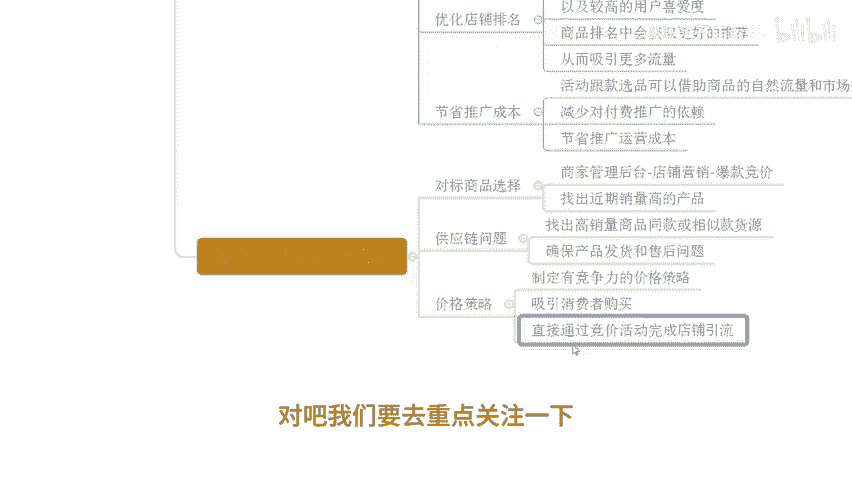 以及较高的用户喜爱度
优化店铺排名
商品排名中会获取更好的推荐
bilibili
从而吸引更多流量
活动跟款选品可以借助商品的自然流量和市场
节省推广成本
减少对付费推广的依赖
节省推广运营成本
商家管理后台-店铺营销-爆款竞价
对标商品选择
找出近期销量高的产品
找出高销量商品同款或相似款货源
供应链问题
确保产品发货和售后问题
制定有竞争力的价格策略
价格策略
吸引消费者购买
直接通过竞价活动完成店铺引流
对吧我们要去重点关注一下